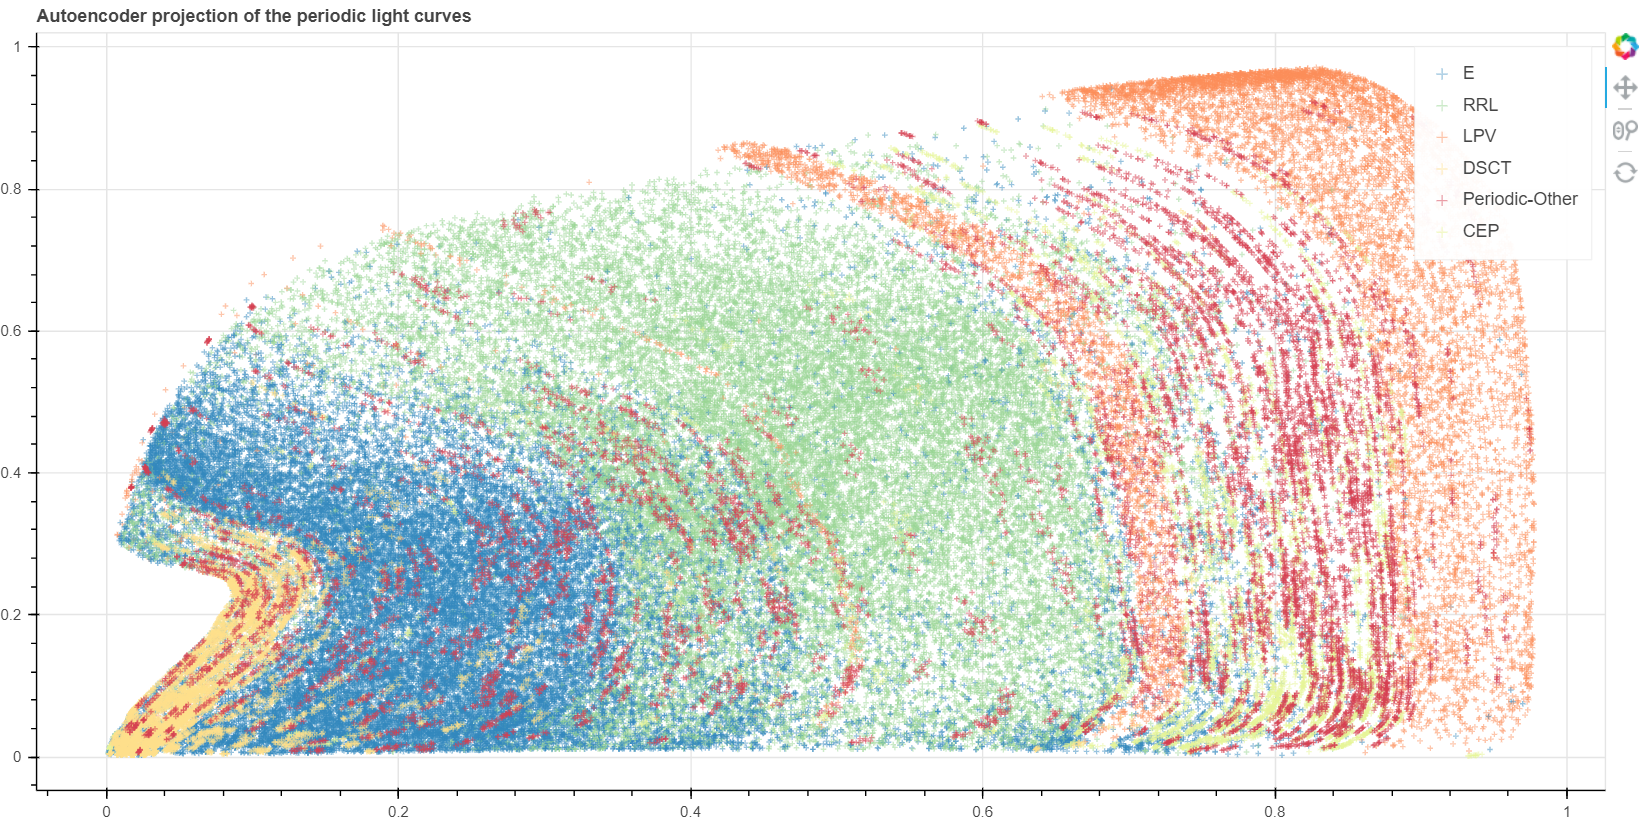 Autoencoder projection of the periodic light curves
1
0.8
0.6
0.4
0.2
0
0
0.2
0.4
0.6
0.8
1
E
RRL
LPV
DSCT
Periodic-Other
CEP